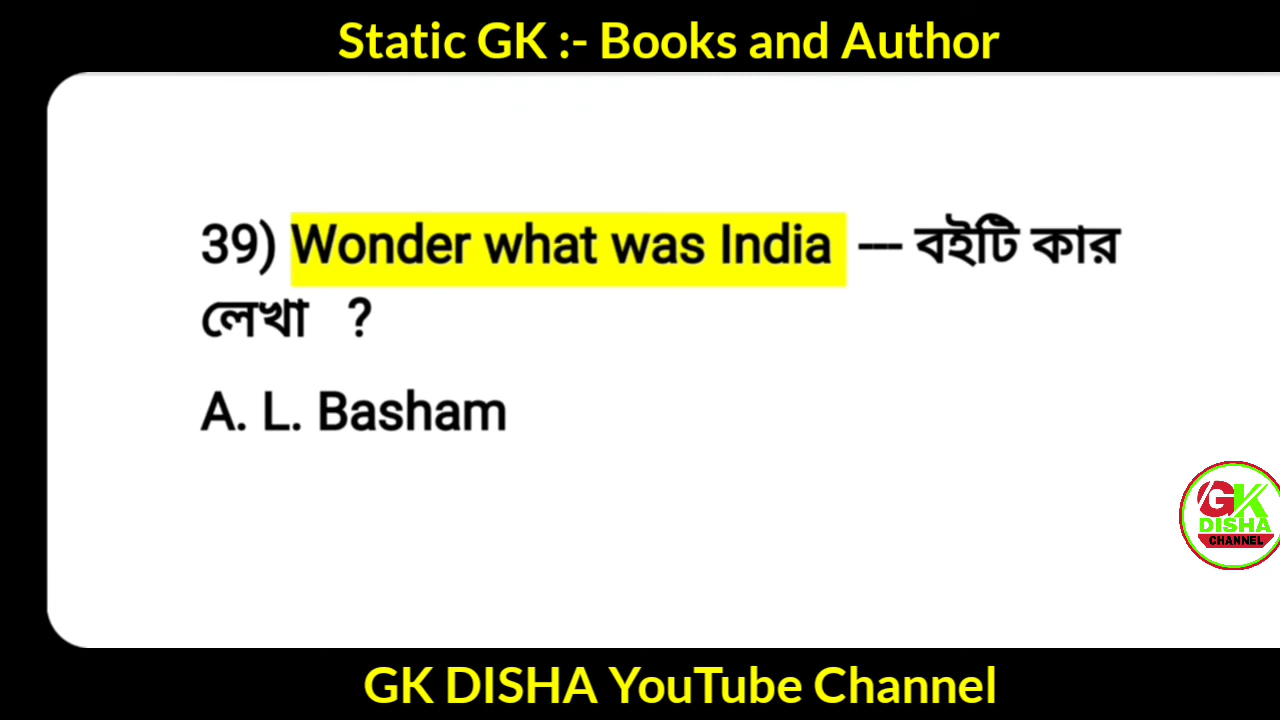 Static GK :- Books and Author
39) Wonder what was India --- বইটি কার
লেখা ?
A. L. Basham
GK
DISHA
CHANNEL
GK DISHA YouTube Channel